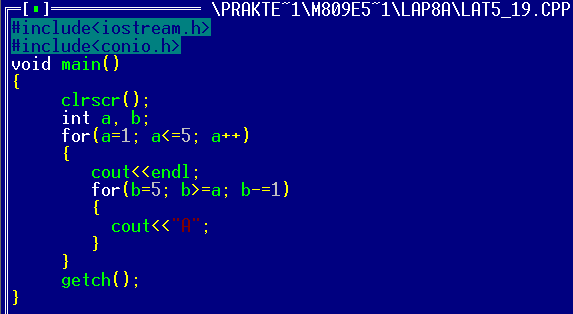 [■] \PRAKTE~1\M809E5~1\LAP8A\LAT5_19.CPP
#include<iostream.h>
#include<conio.h>
void main()
{
clrscr();
int a, b;
for(a=1; a<=5; a++)
{
cout<<endl;
for(b=5; b>=a; b-=1)
{
cout<<"A";
}
}
getch();
}